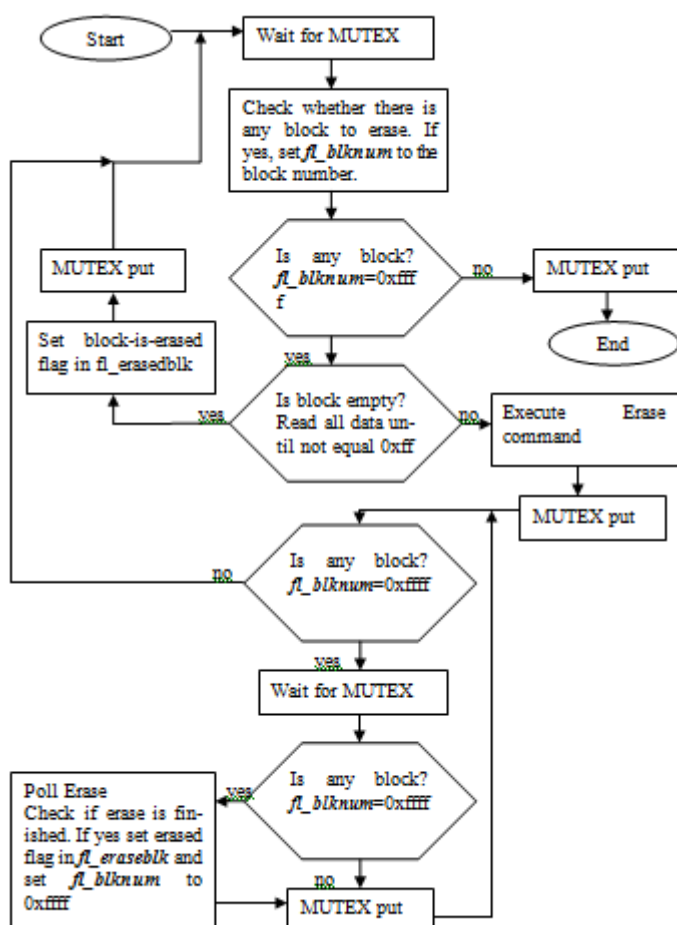 Start
Wait for MUTEX
Check whether there is
any block to erase. If
yes, set fl_blknum to the
block number.
Is any block?
fl_blknum=0xfff
f
no
MUTEX put
End
MUTEX put
Set block-is-erased
flag in fl_erasedblk
yes
Is block empty?
Read all data un-
til not equal 0xff
yes
no
Execute Erase
command
MUTEX put
Is any block?
fl_blknum=0xffff
no
yes
Wait for MUTEX
Is any block?
fl_blknum=0xffff
yes
Poll Erase
Check if erase is fin-
ished. If yes set erased
flag in fl_eraseblk and
set fl_blknum to
0xffff
no
MUTEX put